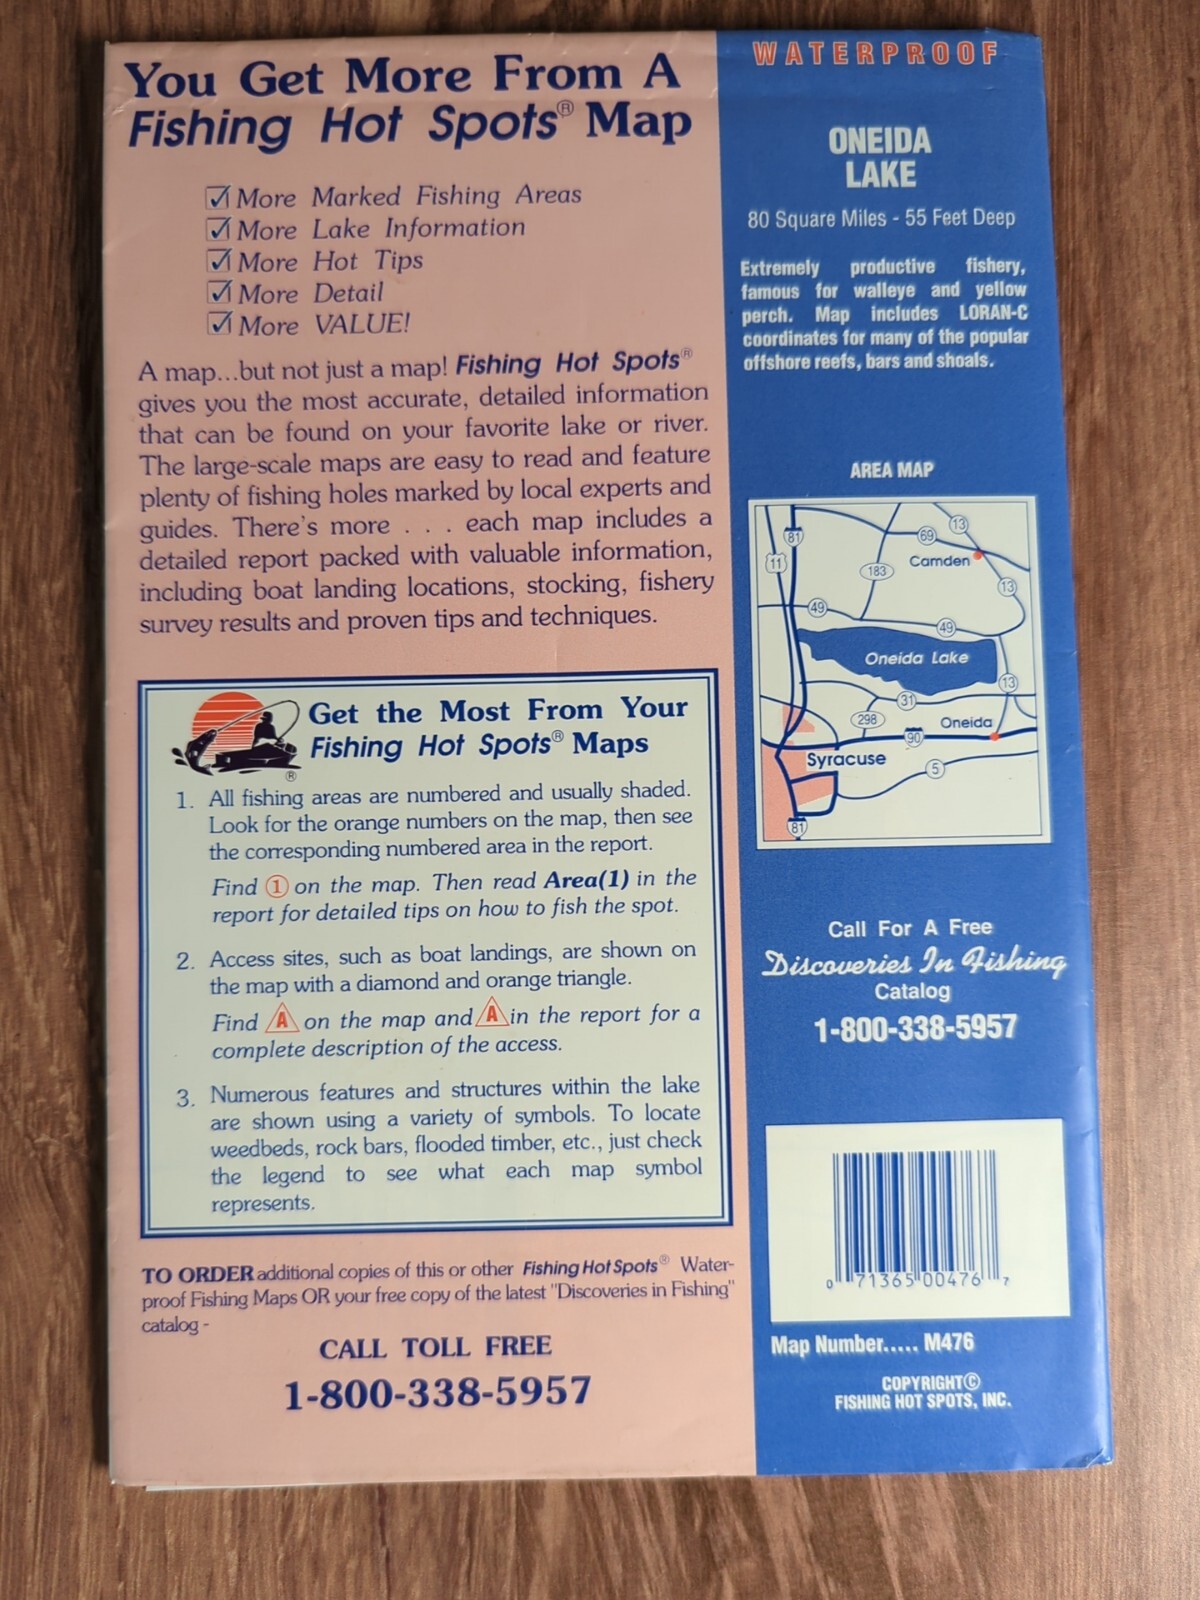 You Get More From A
Fishing Hot Spots® Map
More Marked Fishing Areas
More Lake Information
More Hot Tips
More Detail
More VALUE!
A map...but not just a map! Fishing Hot Spots®
gives you the most accurate, detailed information
that can be found on your favorite lake or river.
The large-scale maps are easy to read and feature
plenty of fishing holes marked by local experts and
guides. There's more . . . each map includes a
detailed report packed with valuable information,
including boat landing locations, stocking, fishery
survey results and proven tips and techniques.
®
Get the Most From Your
Fishing Hot Spots® Maps
1. All fishing areas are numbered and usually shaded.
Look for the orange numbers on the map, then see
the corresponding numbered area in the report.
Find 1 on the map. Then read Area(1) in the
report for detailed tips on how to fish the spot.
2. Access sites, such as boat landings, are shown on
the map with a diamond and orange triangle.
Find A on the map and A in the report for a
complete description of the access.
3. Numerous features and structures within the lake
are shown using a variety of symbols. To locate
weedbeds, rock bars, flooded timber, etc., just check
the legend to see what each map symbol
represents.
TO ORDER additional copies of this or other Fishing Hot Spots® Water-
proof Fishing Maps OR your free copy of the latest "Discoveries in Fishing"
catalog -
CALL TOLL FREE
1-800-338-5957
WATERPROOF
ONEIDA
LAKE
80 Square Miles - 55 Feet Deep
Extremely productive fishery,
famous for walleye and yellow
perch. Map includes LORAN-C
coordinates for many of the popular
offshore reefs, bars and shoals.
AREA MAP
81
69
13
11
183
Camden
13
49
49
Oneida Lake
13
31
298
Oneida
90
Syracuse
5
81
Call For A Free
Discoveries In Fishing
Catalog
1-800-338-5957
0 71365 00476 7
Map Number..... M476
COPYRIGHT©
FISHING HOT SPOTS, INC.